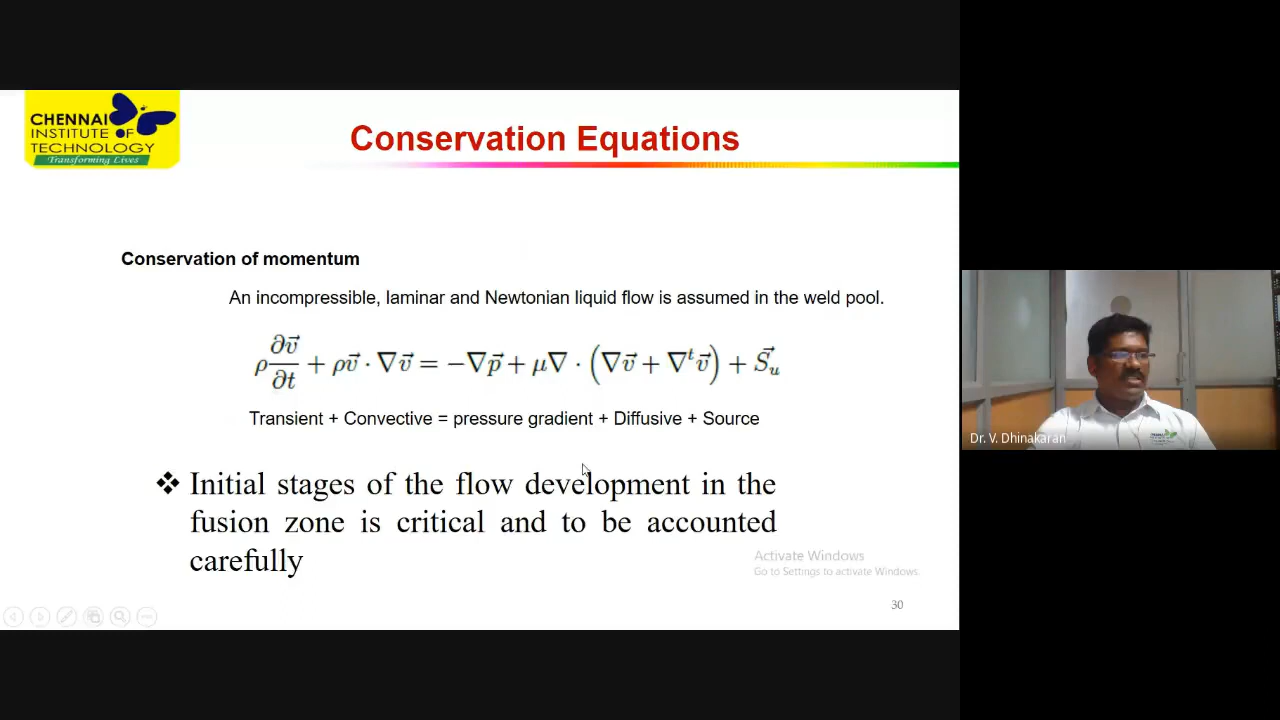 CHENNAI
INSTITUTE OF
TECHNOLOGY
Transforming Lives
Conservation Equations
Conservation of momentum
An incompressible, laminar and Newtonian liquid flow is assumed in the weld pool.
ρ ∂v⃗/∂t + ρv⃗ · ∇v⃗ = −∇p⃗ + μ∇ · (∇v⃗ + ∇ᵗv⃗) + S⃗ᵤ
Transient + Convective = pressure gradient + Diffusive + Source
❖ Initial stages of the flow development in the
fusion zone is critical and to be accounted
carefully
Activate Windows
Go to Settings to activate Windows.
30
Dr. V. Dhinakaran